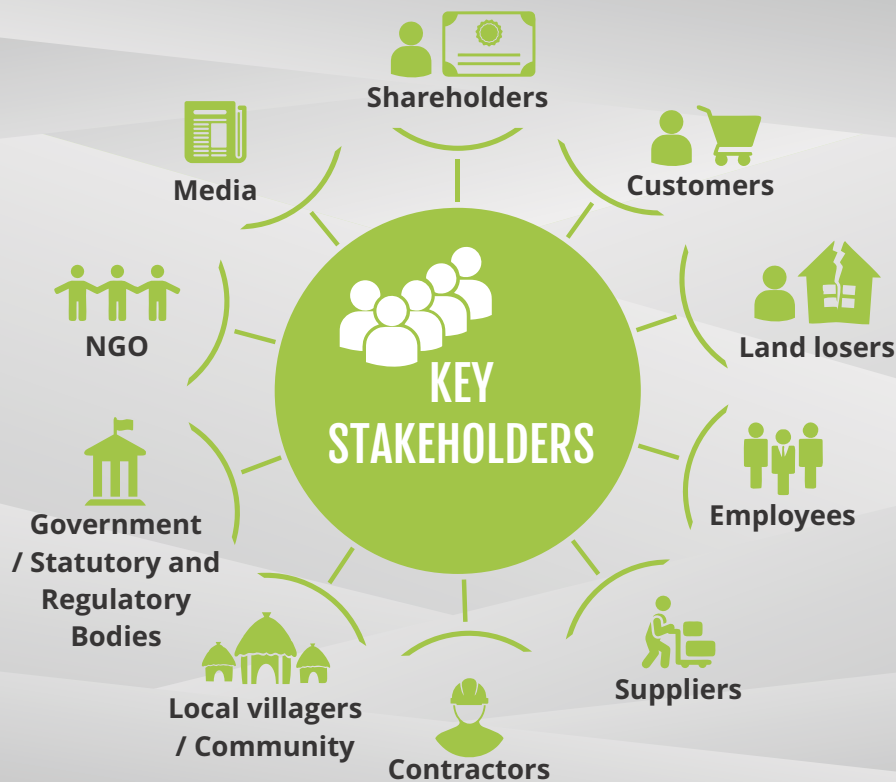 Shareholders
Customers
Land losers
Employees
Suppliers
Contractors
Local villagers
/ Community
Government
/ Statutory and
Regulatory
Bodies
NGO
Media
KEY
STAKEHOLDERS